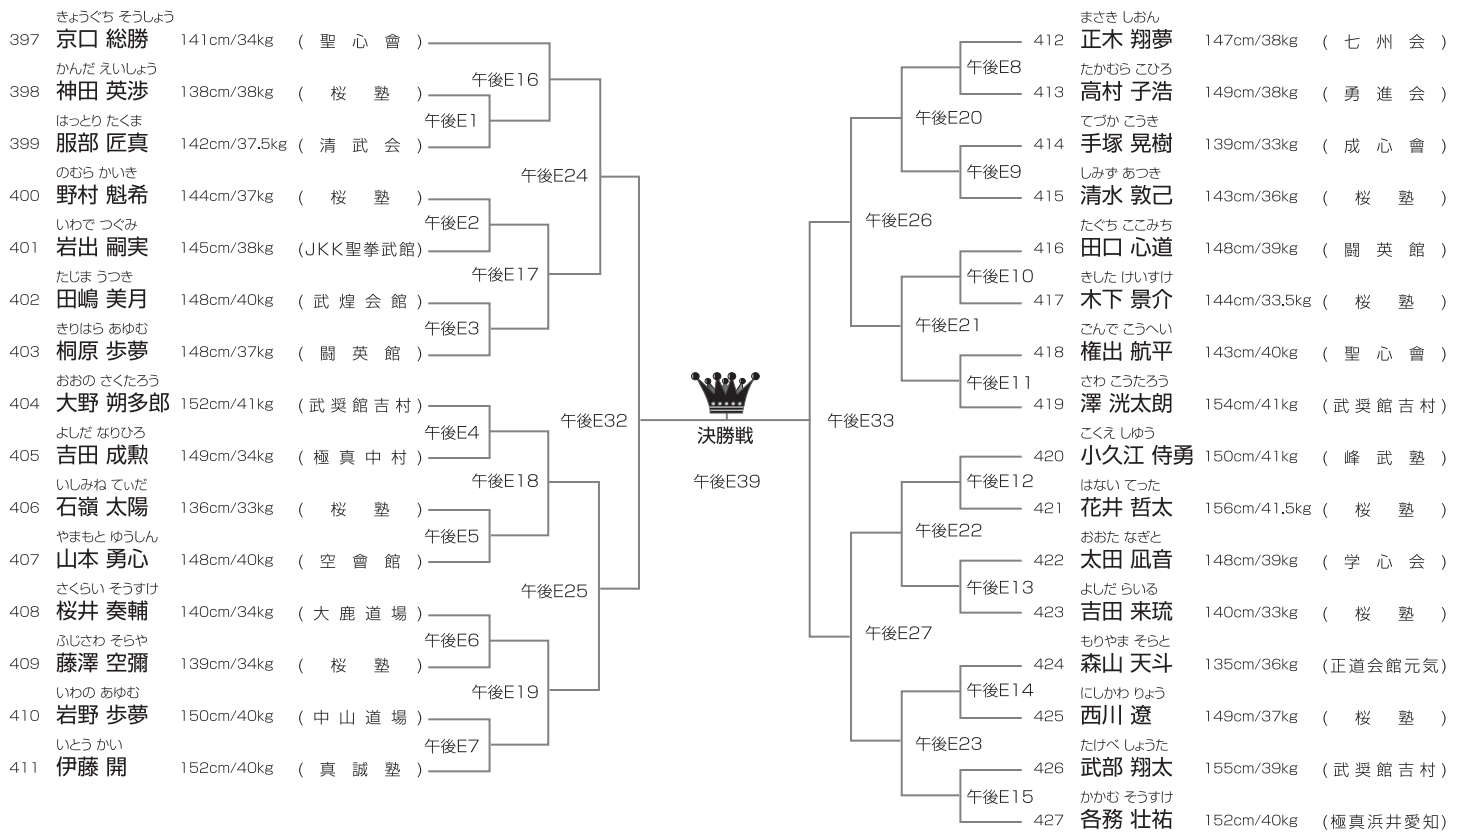 きょうぐち そうしょう
397 京口 総勝 141cm/34kg (聖心會)
かんだ えいしょう
398 神田 英渉 138cm/38kg (桜塾)
はっとり たくま
399 服部 匠真 142cm/37.5kg (清武会)
のむら かいき
400 野村 魁希 144cm/37kg (桜塾)
いわで つぐみ
401 岩出 嗣実 145cm/38kg (JKK聖拳武館)
たじま うつき
402 田嶋 美月 148cm/40kg (武煌会館)
きりはら あゆむ
403 桐原 歩夢 148cm/37kg (闘英館)
おおの さくたろう
404 大野 朔多郎 152cm/41kg (武奨館吉村)
よしだ なりひろ
405 吉田 成勲 149cm/34kg (極真中村)
いしみね てぃだ
406 石嶺 太陽 136cm/33kg (桜塾)
やまもと ゆうしん
407 山本 勇心 148cm/40kg (空會館)
さくらい そうすけ
408 桜井 奏輔 140cm/34kg (大鹿道場)
ふじさわ そらや
409 藤澤 空彌 139cm/34kg (桜塾)
いわの あゆむ
410 岩野 歩夢 150cm/40kg (中山道場)
いとう かい
411 伊藤 開 152cm/40kg (真誠塾)
午後E16
午後E1
午後E24
午後E2
午後E17
午後E3
午後E32
午後E4
午後E18
午後E5
午後E25
午後E6
午後E19
午後E7
決勝戦
午後E39
午後E8
午後E20
午後E9
午後E26
午後E10
午後E21
午後E11
午後E33
午後E12
午後E22
午後E13
午後E27
午後E14
午後E23
午後E15
まさき しおん
412 正木 翔夢 147cm/38kg (七州会)
たかむら こひろ
413 高村 子浩 149cm/38kg (勇進会)
てづか こうき
414 手塚 晃樹 139cm/33kg (成心會)
しみず あつき
415 清水 敦己 143cm/36kg (桜塾)
たぐち ここみち
416 田口 心道 148cm/39kg (闘英館)
きした けいすけ
417 木下 景介 144cm/33.5kg (桜塾)
ごんで こうへい
418 権出 航平 143cm/40kg (聖心會)
さわ こうたろう
419 澤 洸太朗 154cm/41kg (武奨館吉村)
こくえ しゆう
420 小久江 侍勇 150cm/41kg (峰武塾)
はない てった
421 花井 哲太 156cm/41.5kg (桜塾)
おおた なぎと
422 太田 凪音 148cm/39kg (学心会)
よしだ らいる
423 吉田 来琉 140cm/33kg (桜塾)
もりやま そらと
424 森山 天斗 135cm/36kg (正道会館元気)
にしかわ りょう
425 西川 遼 149cm/37kg (桜塾)
たけべ しょうた
426 武部 翔太 155cm/39kg (武奨館吉村)
かかむ そうすけ
427 各務 壮祐 152cm/40kg (極真浜井愛知)